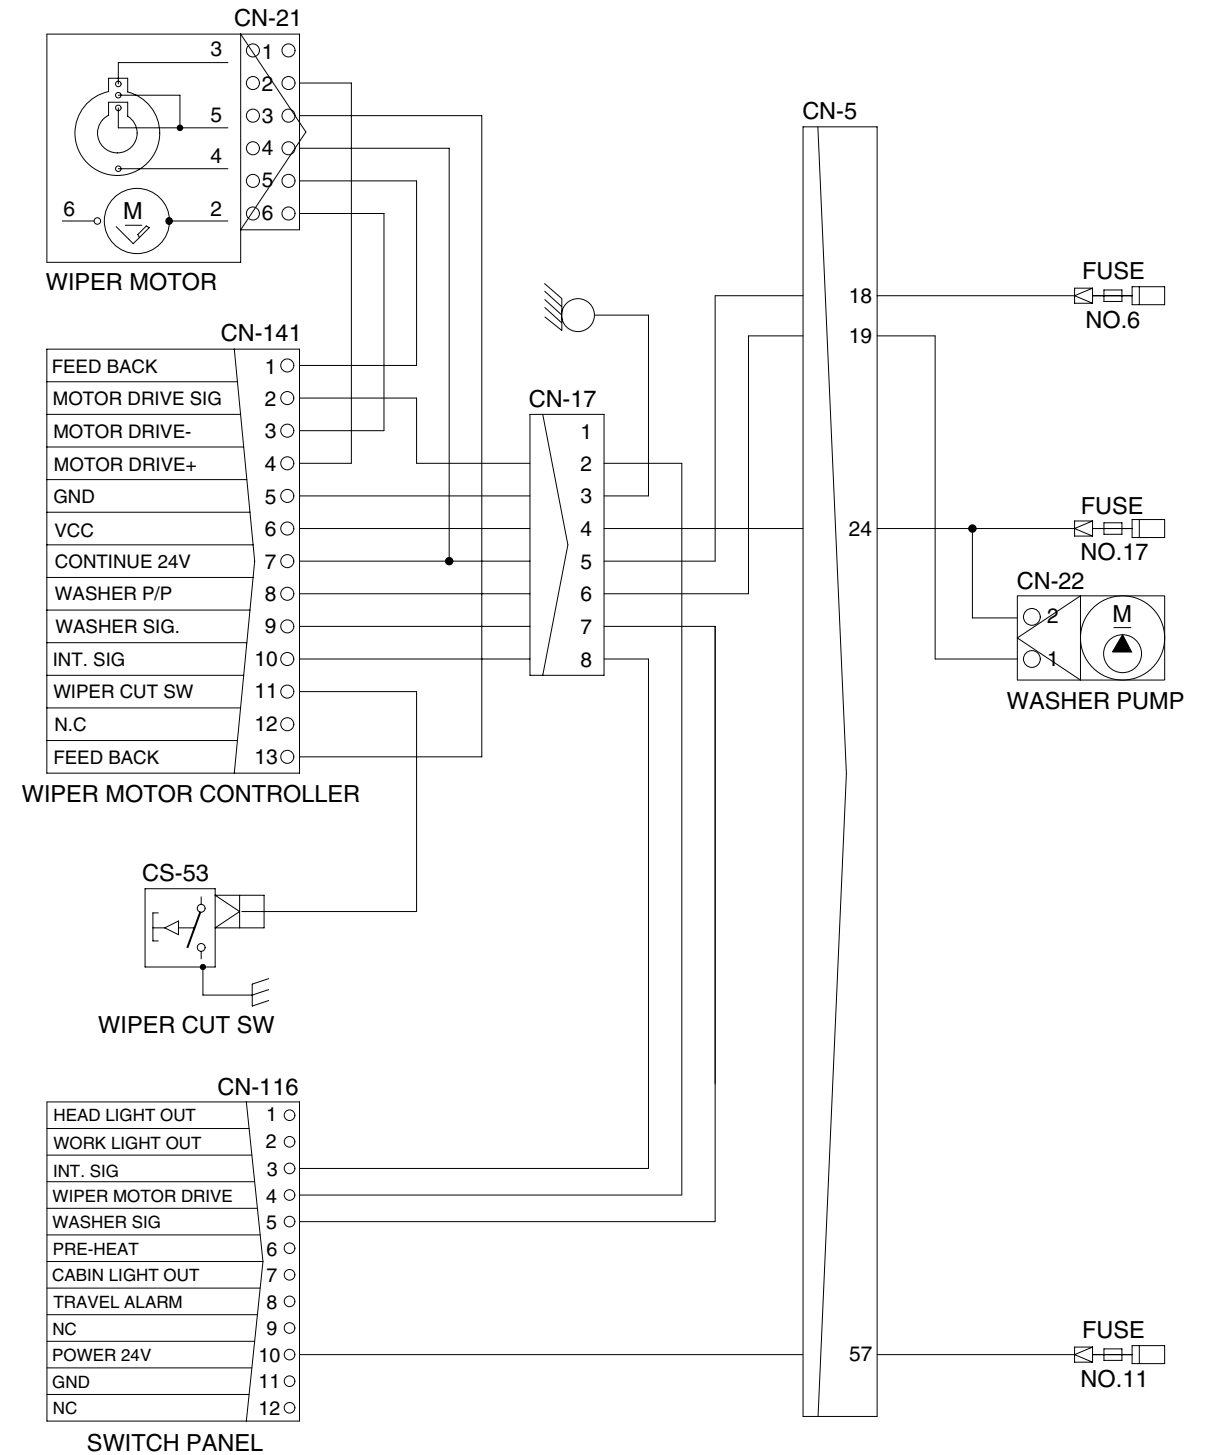 CN-21
3
5
4
6
M
2
1
2
3
4
5
6
WIPER MOTOR
CN-141
FEED BACK 1
MOTOR DRIVE SIG 2
MOTOR DRIVE- 3
MOTOR DRIVE+ 4
GND 5
VCC 6
CONTINUE 24V 7
WASHER P/P 8
WASHER SIG. 9
INT. SIG 10
WIPER CUT SW 11
N.C 12
FEED BACK 13
WIPER MOTOR CONTROLLER
CN-17
1
2
3
4
5
6
7
8
CN-5
18
19
24
57
FUSE
NO.6
FUSE
NO.17
CN-22
2
1
M
WASHER PUMP
CS-53
WIPER CUT SW
CN-116
HEAD LIGHT OUT 1
WORK LIGHT OUT 2
INT. SIG 3
WIPER MOTOR DRIVE 4
WASHER SIG 5
PRE-HEAT 6
CABIN LIGHT OUT 7
TRAVEL ALARM 8
NC 9
POWER 24V 10
GND 11
NC 12
SWITCH PANEL
FUSE
NO.11